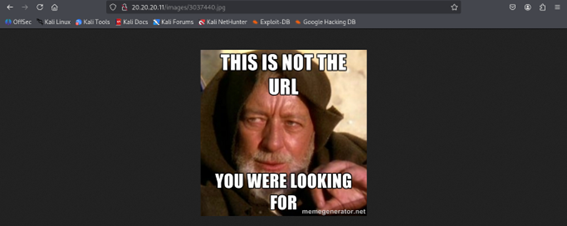 20.20.20.11/images/3037440.jpg
OffSec
Kali Linux
Kali Tools
Kali Docs
Kali Forums
Kali NetHunter
Exploit-DB
Google Hacking DB
THIS IS NOT THE
URL
YOU WERE LOOKING
FOR
memegenerator.net